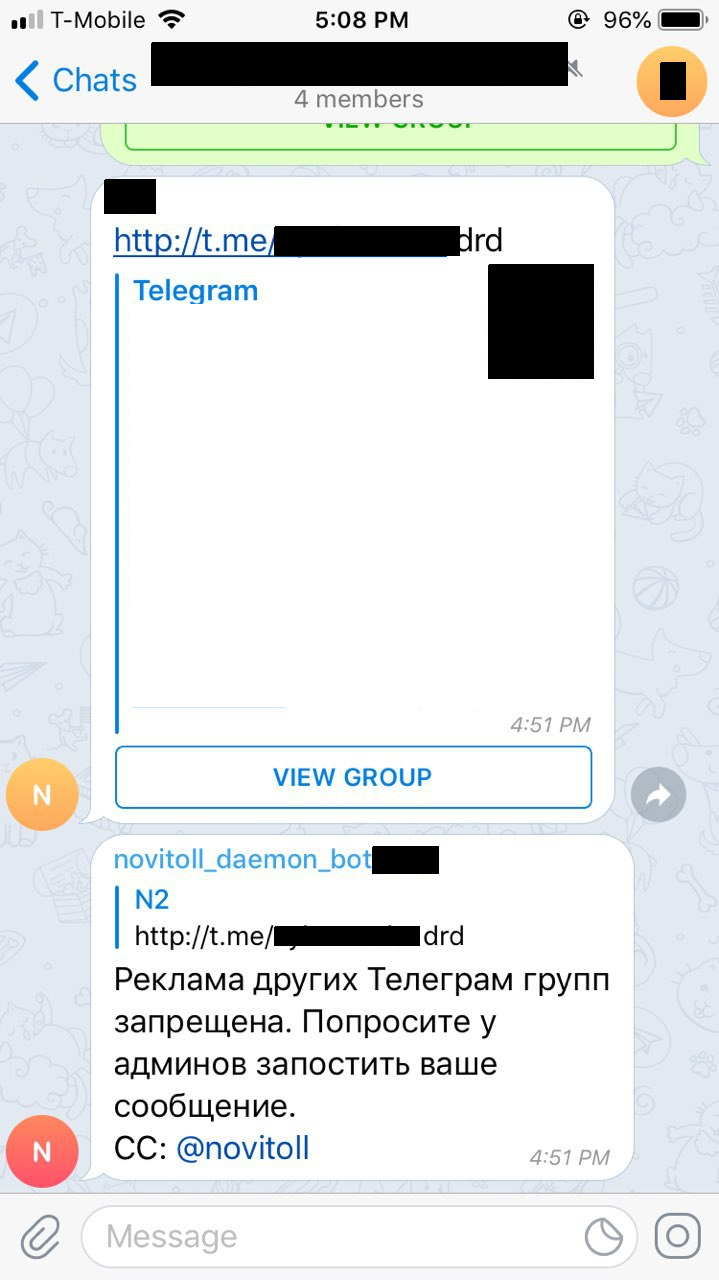 T-Mobile 5:08 PM 96%
Chats
4 members
VIEW GROUP
http://t.me/ drd
Telegram
4:51 PM
VIEW GROUP
N
novitoll_daemon_bot
N2
http://t.me/ drd
Реклама других Телеграм групп
запрещена. Попросите у
админов запостить ваше
сообщение.
CC: @novitoll
4:51 PM
N
Message